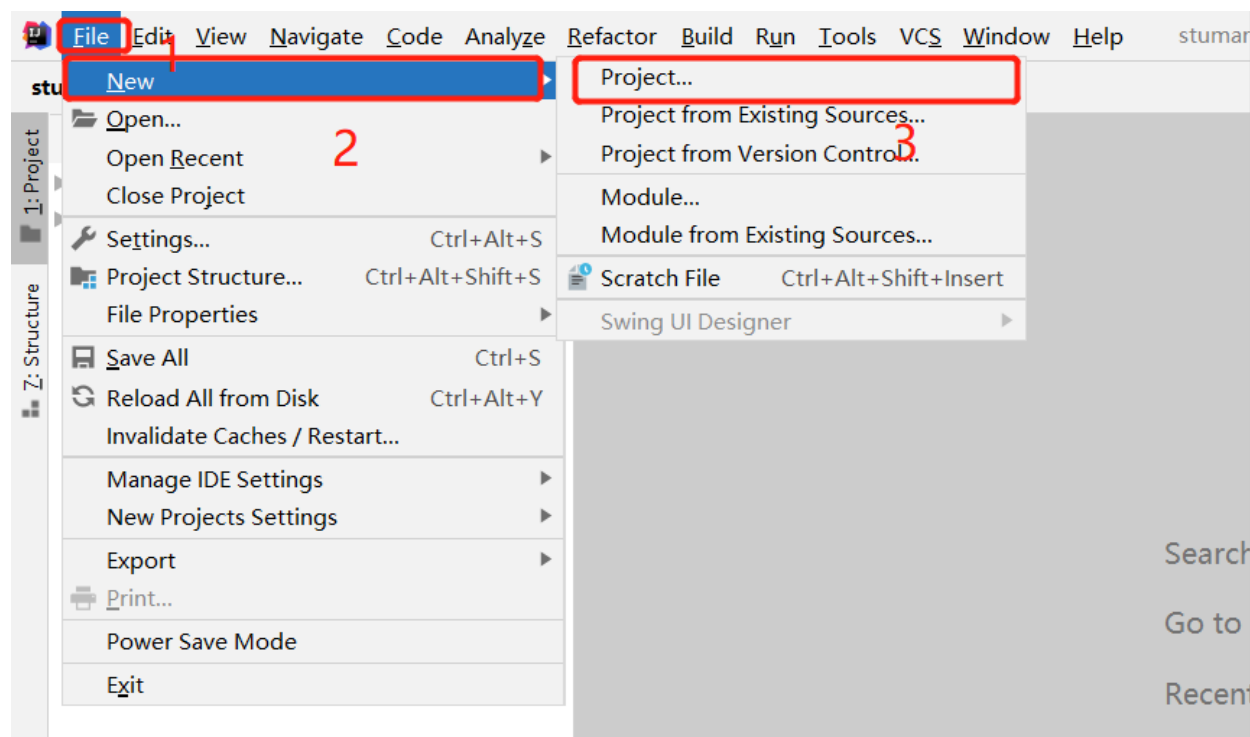 File Edit View Navigate Code Analyze Refactor Build Run Tools VCS Window Help stumar
1
stu
New
Open...
Open Recent
2
Close Project
Settings... Ctrl+Alt+S
Project Structure... Ctrl+Alt+Shift+S
File Properties
Save All Ctrl+S
Reload All from Disk Ctrl+Alt+Y
Invalidate Caches / Restart...
Manage IDE Settings
New Projects Settings
Export
Print...
Power Save Mode
Exit
Project...
Project from Existing Sources...
3
Project from Version Control...
Module...
Module from Existing Sources...
Scratch File Ctrl+Alt+Shift+Insert
Swing UI Designer
1: Project
Z: Structure
Search
Go to
Recent